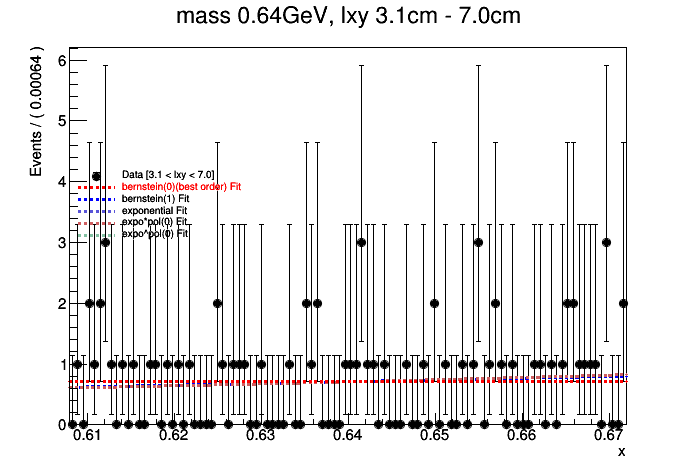 mass 0.64GeV, lxy 3.1cm - 7.0cm
Events / ( 0.00064 )
6
5
4
3
2
1
0
Data [3.1 < lxy < 7.0]
bernstein(0)(best order) Fit
bernstein(1) Fit
exponential Fit
expo*pol(0) Fit
expo^pol(0) Fit
0.61 0.62 0.63 0.64 0.65 0.66 0.67
x